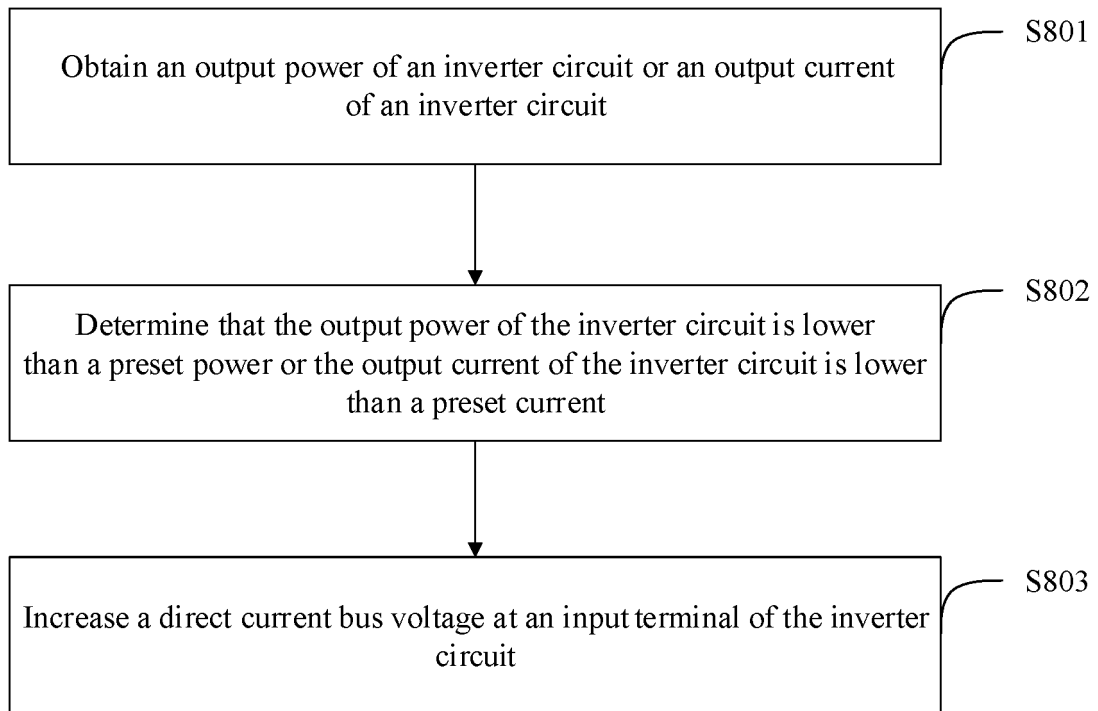 S801
Obtain an output power of an inverter circuit or an output current
of an inverter circuit
S802
Determine that the output power of the inverter circuit is lower
than a preset power or the output current of the inverter circuit is lower
than a preset current
S803
Increase a direct current bus voltage at an input terminal of the inverter
circuit